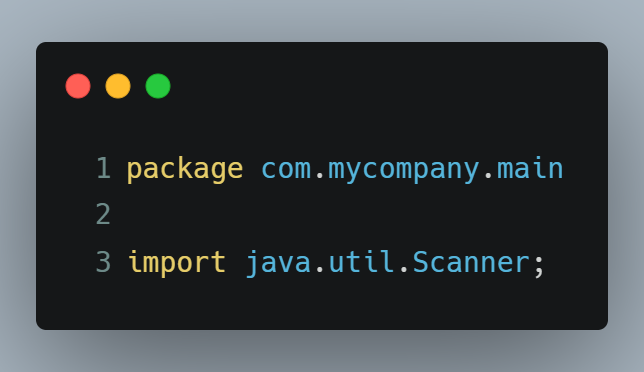 1 package com.mycompany.main
2
3 import java.util.Scanner;